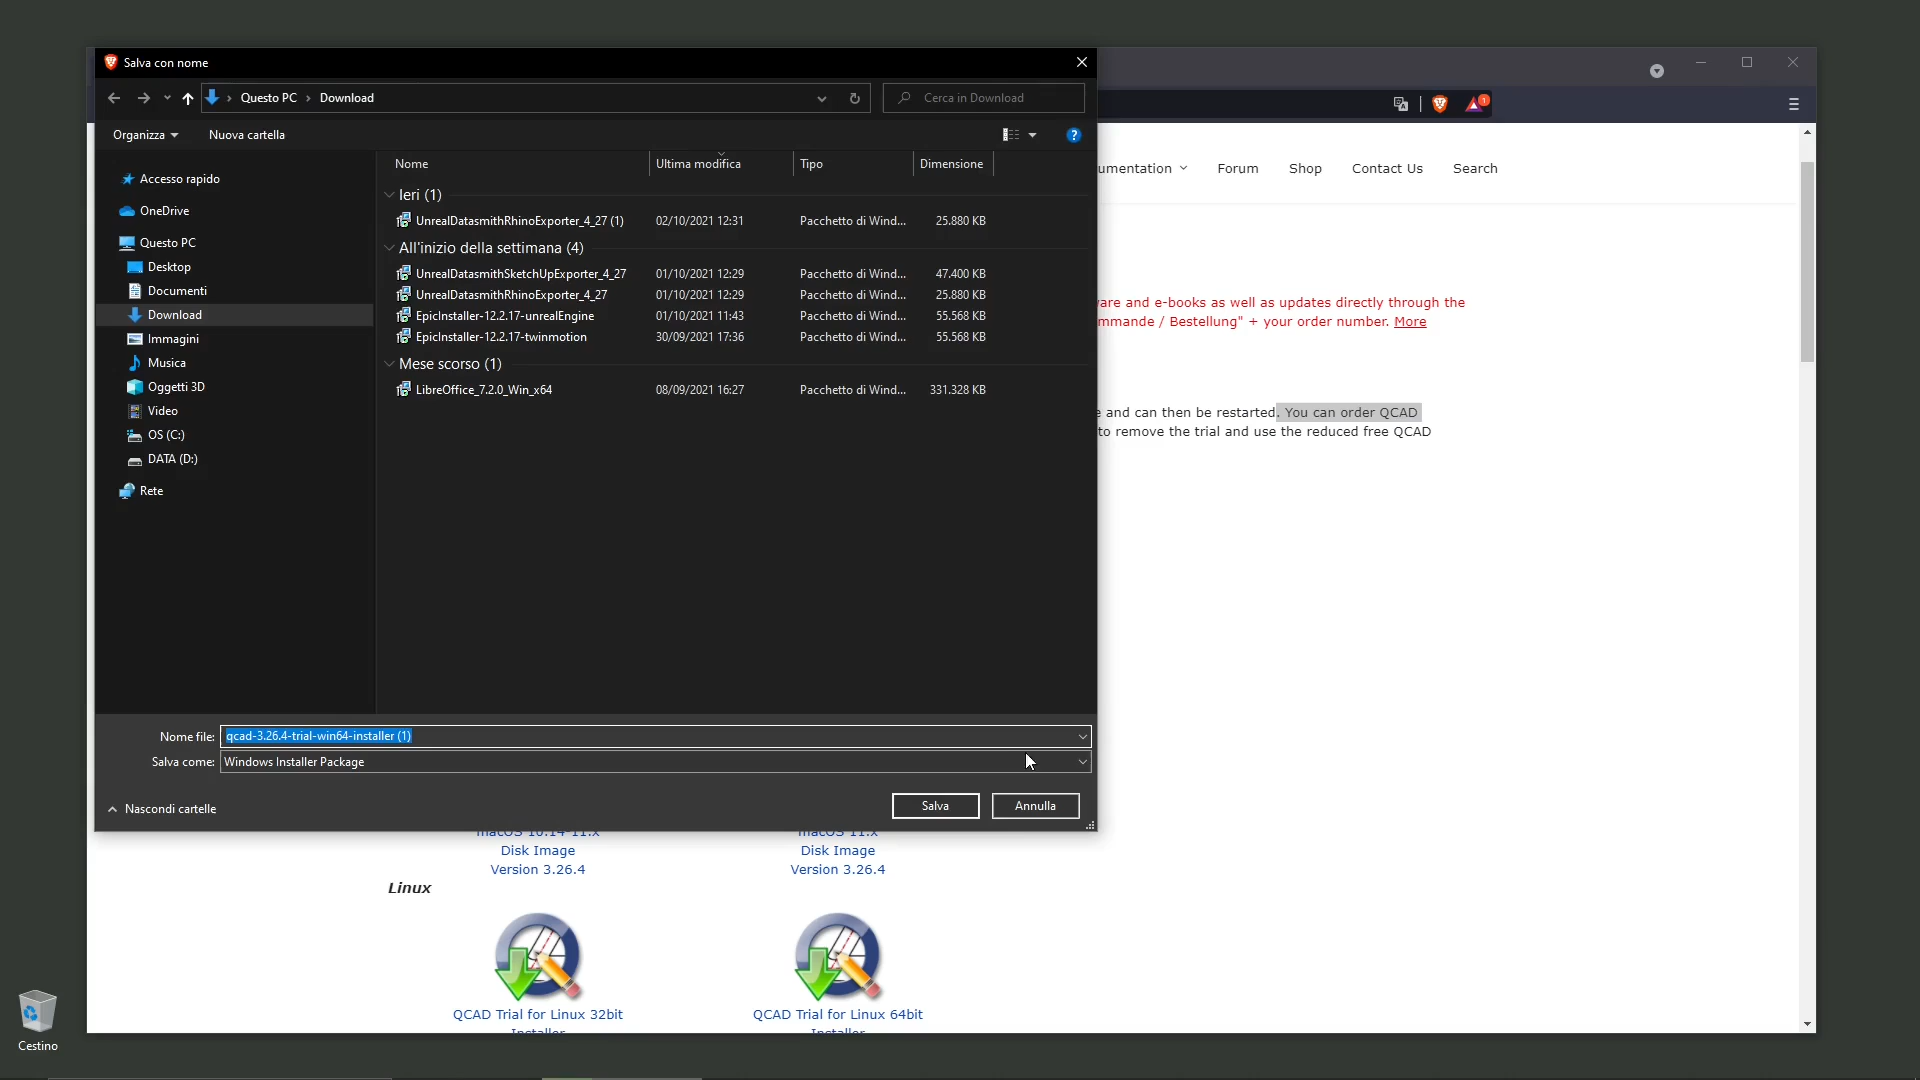 Salva con nome
Questo PC
Download
Cerca in Download
1
Organizza
Nuova cartella
?
Accesso rapido
OneDrive
Questo PC
Desktop
Documenti
Download
Immagini
Musica
Oggetti 3D
Video
OS (C:)
DATA (D:)
Rete
Nome Ultima modifica Tipo Dimensione
Ieri (1)
UnrealDatasmithRhinoExporter_4_27 (1) 02/10/2021 12:31 Pacchetto di Wind... 25.880 KB
All'inizio della settimana (4)
UnrealDatasmithSketchUpExporter_4_27 01/10/2021 12:29 Pacchetto di Wind... 47.400 KB
UnrealDatasmithRhinoExporter_4_27 01/10/2021 12:29 Pacchetto di Wind... 25.880 KB
EpicInstaller-12.2.17-unrealEngine 01/10/2021 11:43 Pacchetto di Wind... 55.568 KB
EpicInstaller-12.2.17-twinmotion 30/09/2021 17:36 Pacchetto di Wind... 55.568 KB
Mese scorso (1)
LibreOffice_7.2.0_Win_x64 08/09/2021 16:27 Pacchetto di Wind... 331.328 KB
Nome file: qcad-3.26.4-trial-win64-installer (1)
Salva come: Windows Installer Package
Nascondi cartelle
Salva
Annulla
umentation Forum Shop Contact Us Search
ware and e-books as well as updates directly through the
mmande / Bestellung" + your order number. More
e and can then be restarted. You can order QCAD
to remove the trial and use the reduced free QCAD
macOS 10.14-11.x
Disk Image
Version 3.26.4
macOS 11.x
Disk Image
Version 3.26.4
Linux
QCAD Trial for Linux 32bit
Installer
QCAD Trial for Linux 64bit
Installer
Cestino